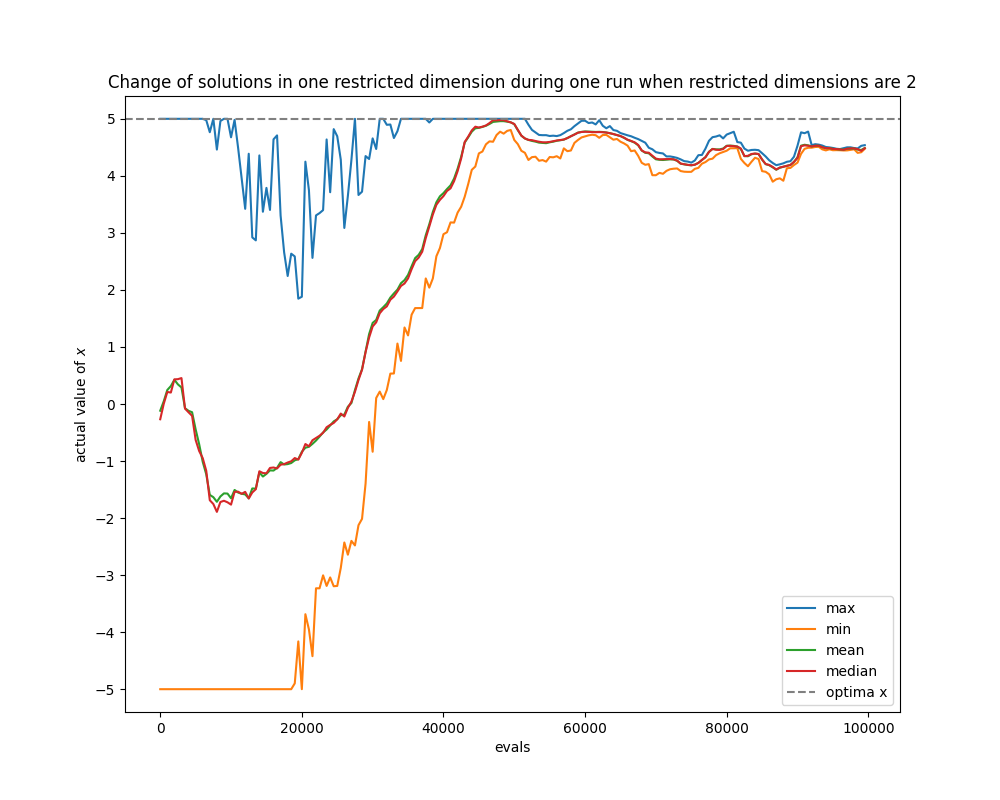 Change of solutions in one restricted dimension during one run when restricted dimensions are 2
5
4
3
2
1
0
−1
−2
−3
−4
−5
actual value of x
0 20000 40000 60000 80000 100000
evals
max
min
mean
median
optima x